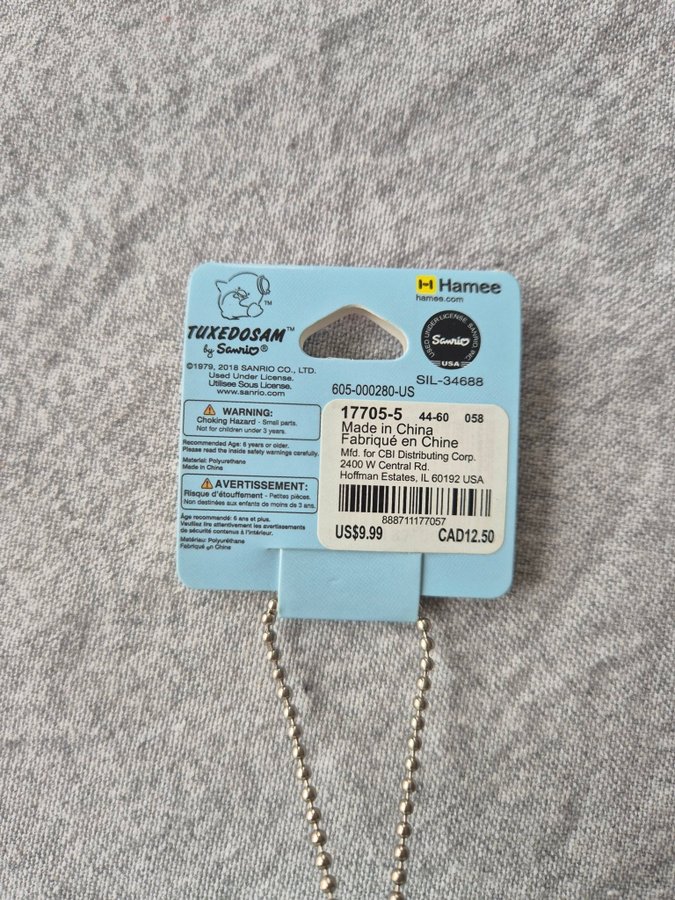 TUXEDOSAM™
by Sanrio®
©1979, 2018 SANRIO CO., LTD.
Used Under License.
Utilisee Sous License.
www.sanrio.com
WARNING:
Choking Hazard - Small parts.
Not for children under 3 years.
Recommended Age: 6 years or older.
Please read the inside safety warnings carefully.
Material: Polyurethane
Made in China
AVERTISSEMENT:
Risque d'étouffement - Petites pièces.
Non destinées aux enfants de moins de 3 ans.
Âge recommandé: 6 ans et plus.
Veuillez lire attentivement les avertissements
de sécurité contenus à l'intérieur.
Matériau: Polyuréthane
Fabriqué en Chine
Hamee
hamee.com
USED UNDER LICENSE SANRIO INC.
Sanrio
USA
SIL-34688
605-000280-US
17705-5 44-60 058
Made in China
Fabriqué en Chine
Mfd. for CBI Distributing Corp.
2400 W Central Rd.
Hoffman Estates, IL 60192 USA
888711177057
US$9.99 CAD12.50